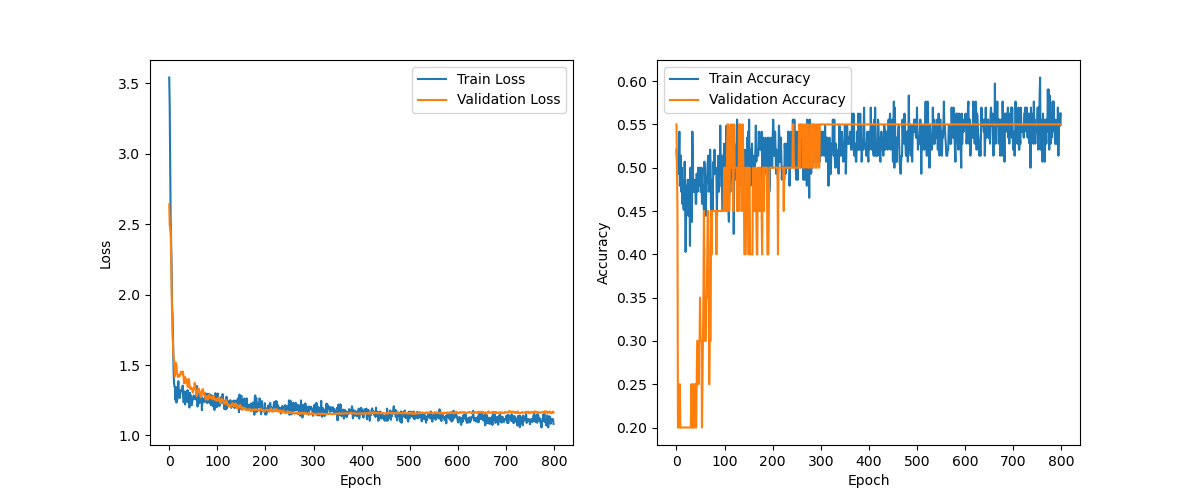 3.5
3.0
2.5
2.0
1.5
1.0
Loss
0 100 200 300 400 500 600 700 800
Epoch
Train Loss
Validation Loss
0.60
0.55
0.50
0.45
0.40
0.35
0.30
0.25
0.20
Accuracy
0 100 200 300 400 500 600 700 800
Epoch
Train Accuracy
Validation Accuracy